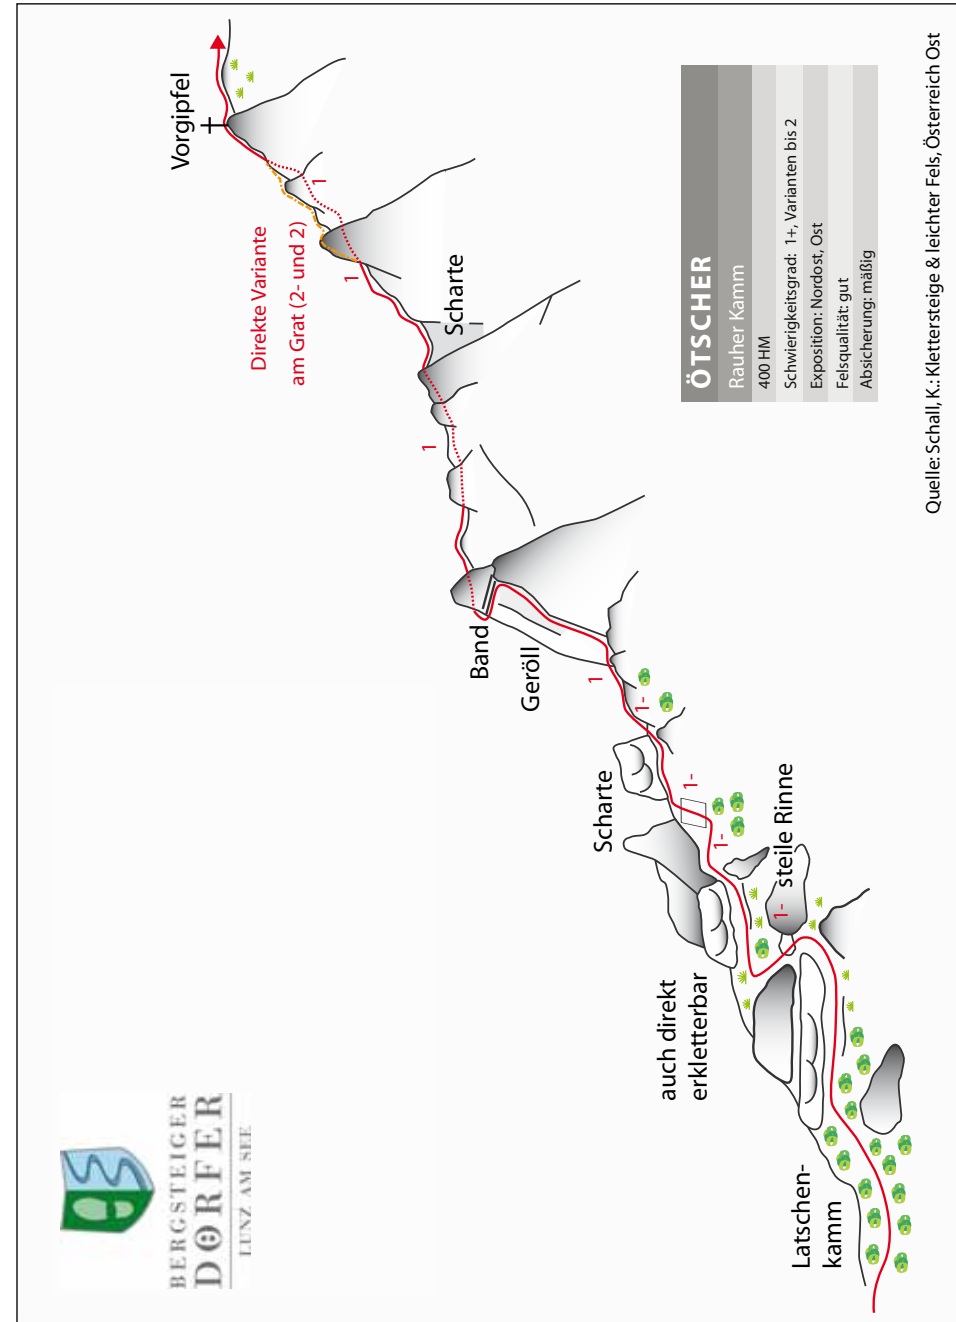 BERGSTEIGER
DÖRFER
LUNZ AM SEE
Latschen-
kamm
auch direkt
erkletterbar
1-
steile Rinne
1-
Scharte
1-
1-
1
Geröll
Band
1
Scharte
1
Direkte Variante
am Grat (2- und 2)
1
Vorgipfel
ÖTSCHER
Rauher Kamm
400 HM
Schwierigkeitsgrad: 1+, Varianten bis 2
Exposition: Nordost, Ost
Felsqualität: gut
Absicherung: mäßig
Quelle: Schall, K.: Klettersteige & leichter Fels, Österreich Ost